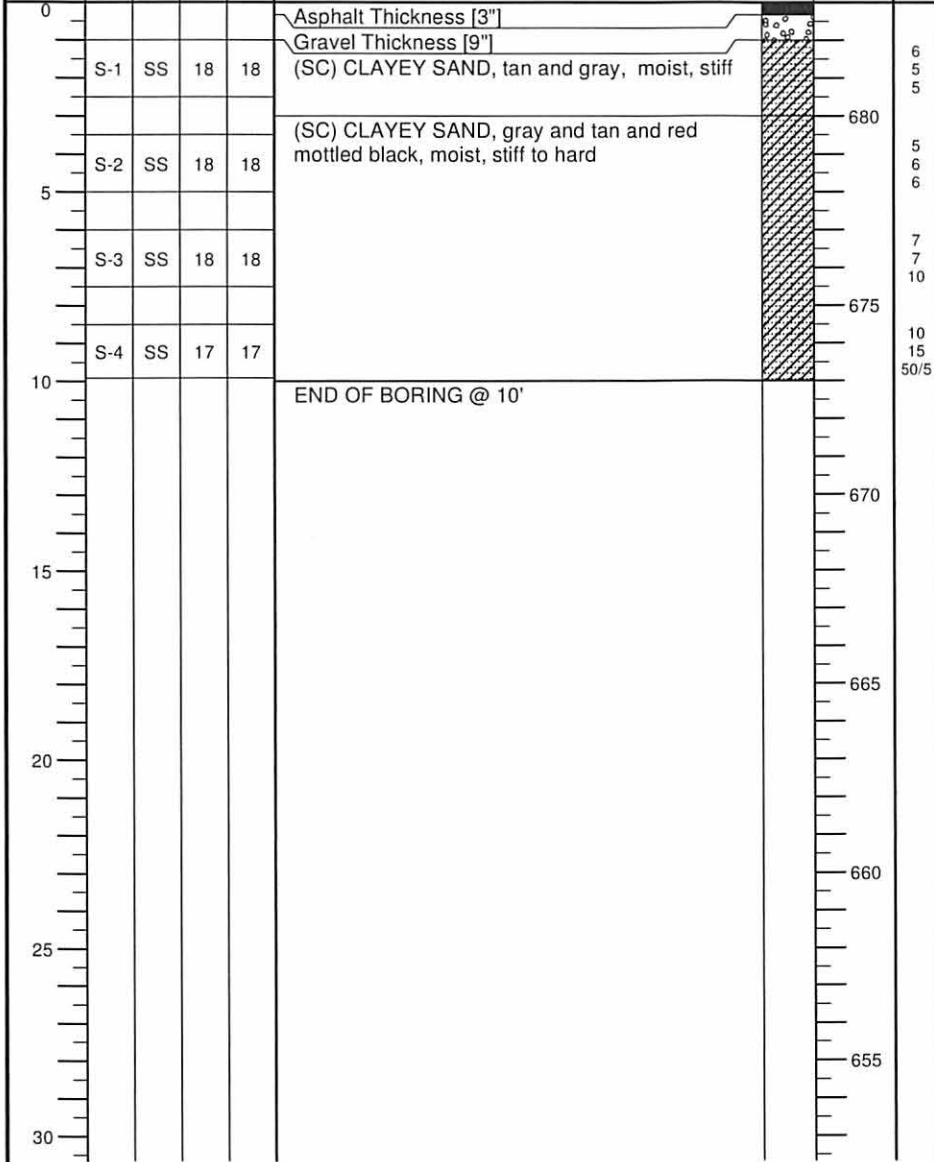 0
Asphalt Thickness [3"]
Gravel Thickness [9"]
S-1 SS 18 18 (SC) CLAYEY SAND, tan and gray, moist, stiff 6
5
5
680
(SC) CLAYEY SAND, gray and tan and red
mottled black, moist, stiff to hard
S-2 SS 18 18 5
6
6
5
S-3 SS 18 18 7
7
10
675
S-4 SS 17 17 10
15
50/5
10
END OF BORING @ 10'
670
15
665
20
660
25
655
30